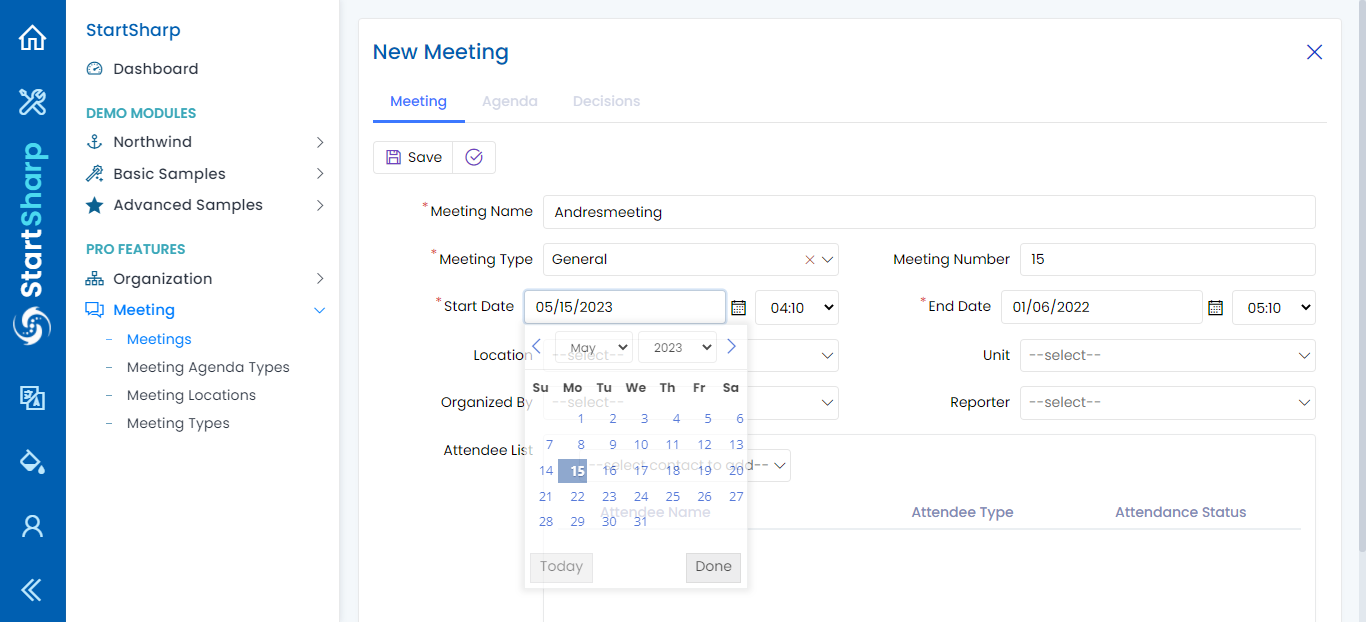 StartSharp
StartSharp
Dashboard
DEMO MODULES
Northwind
Basic Samples
Advanced Samples
PRO FEATURES
Organization
Meeting
Meetings
Meeting Agenda Types
Meeting Locations
Meeting Types
New Meeting
Meeting Agenda Decisions
Save
*Meeting Name Andresmeeting
*Meeting Type General Meeting Number 15
*Start Date 05/15/2023 04:10 *End Date 01/06/2022 05:10
Location --select-- Unit --select--
May 2023
Organized By --select-- Reporter --select--
Su Mo Tu We Th Fr Sa
1 2 3 4 5 6
7 8 9 10 11 12 13
Attendee List --select contact to add--
14 15 16 17 18 19 20
21 22 23 24 25 26 27
Attendee Name Attendee Type Attendance Status
28 29 30 31
Today Done